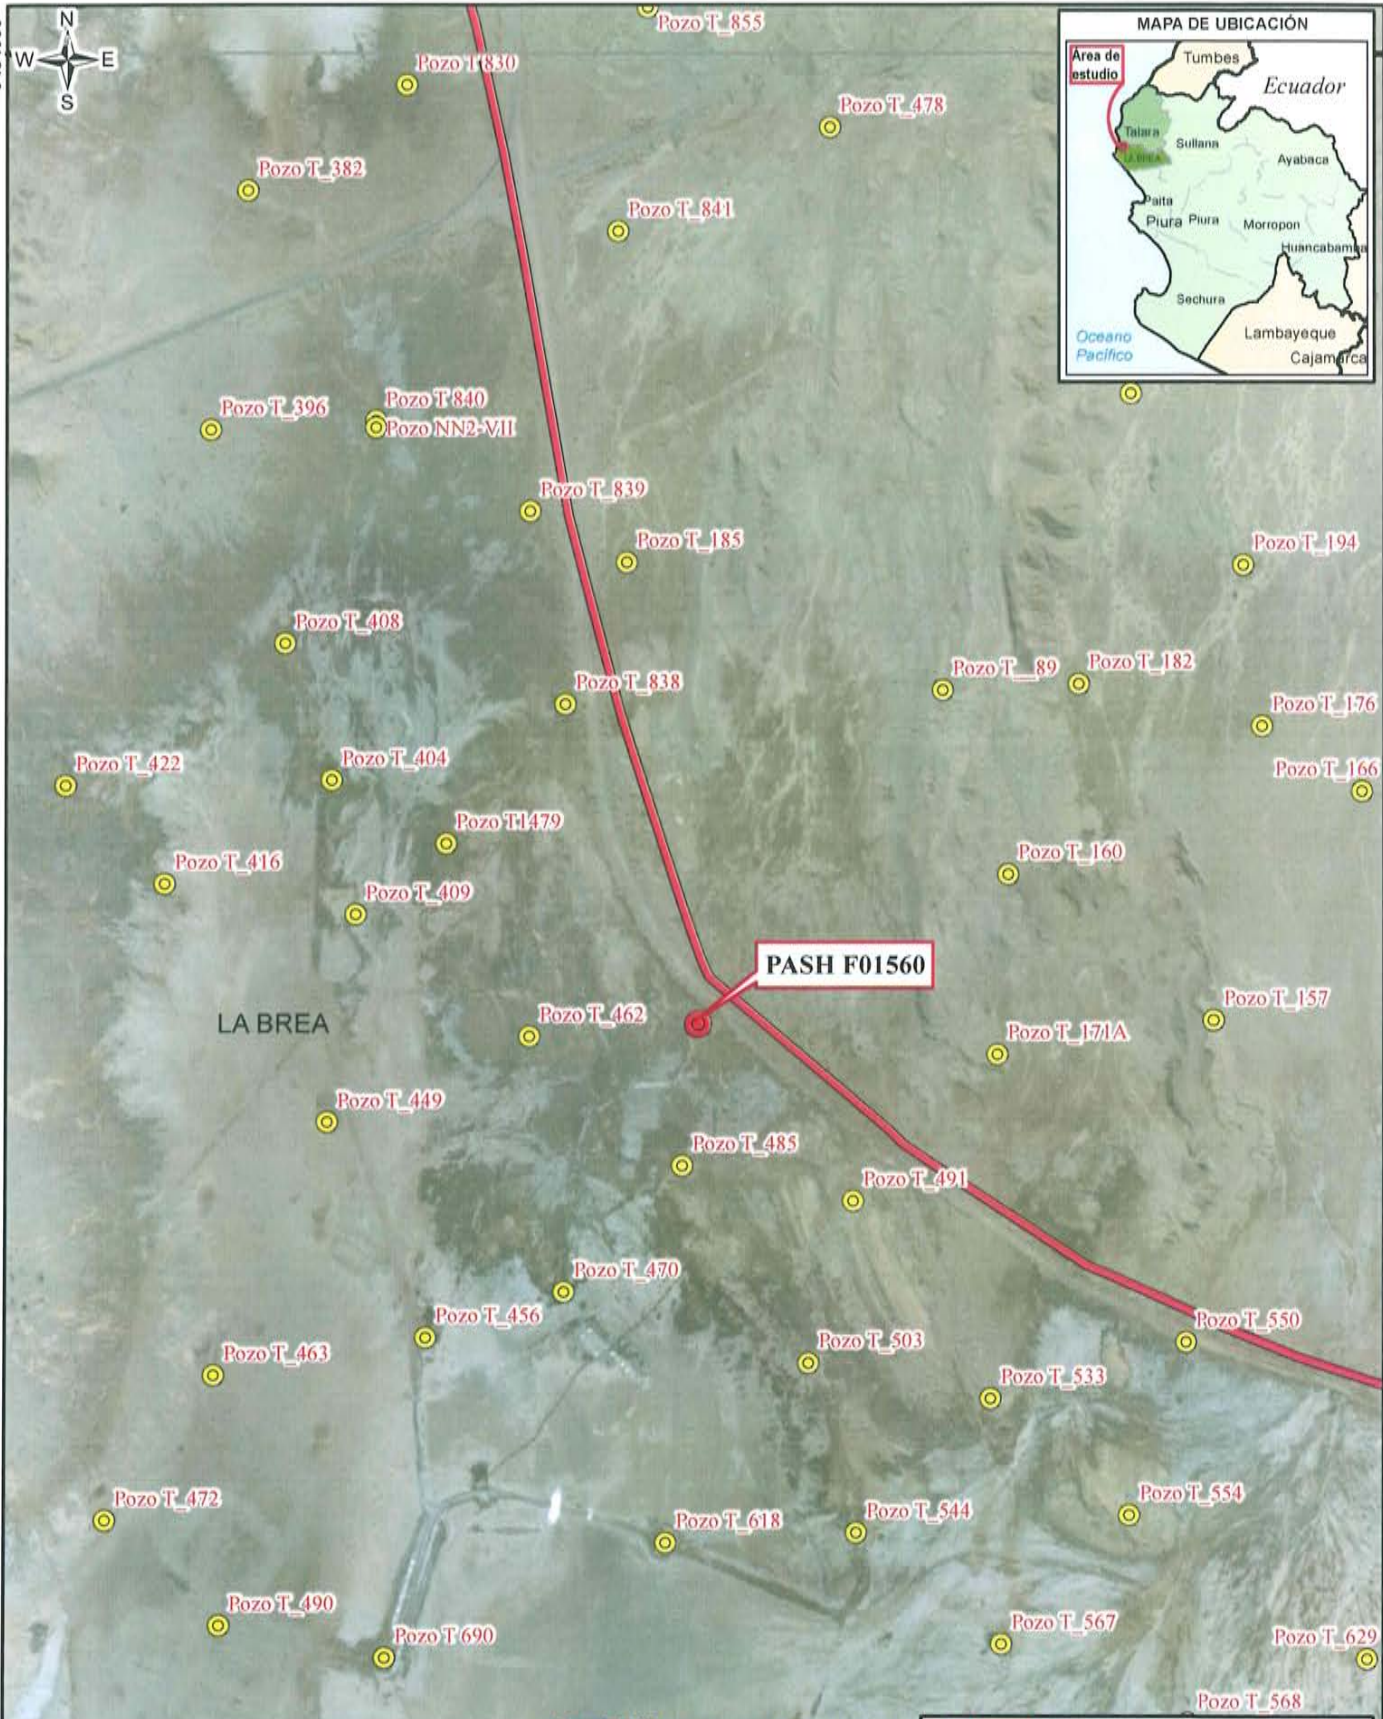 N
W E
S
Pozo T_855
Pozo T 830
Pozo T_478
Pozo T_382
Pozo T_841
MAPA DE UBICACIÓN
Área de
estudio
Tumbes
Ecuador
Talara
Sullana
LA BREA
Ayabaca
Paita
Piura
Piura
Morropon
Huancabamba
Sechura
Lambayeque
Oceano
Pacífico
Cajamarca
Pozo T_396
Pozo T 840
Pozo NN2-VII
Pozo T_839
Pozo T_185
Pozo T_194
Pozo T_408
Pozo T_838
Pozo T__89
Pozo T_182
Pozo T_176
Pozo T_422
Pozo T_404
Pozo T_166
Pozo T1479
Pozo T_416
Pozo T_409
Pozo T_160
PASH F01560
LA BREA
Pozo T_462
Pozo T_157
Pozo T_171A
Pozo T_449
Pozo T_485
Pozo T_491
Pozo T_470
Pozo T_456
Pozo T_550
Pozo T_463
Pozo T_503
Pozo T_533
Pozo T_472
Pozo T_618
Pozo T_544
Pozo T_554
Pozo T_490
Pozo T 690
Pozo T_567
Pozo T_629
Pozo T_568